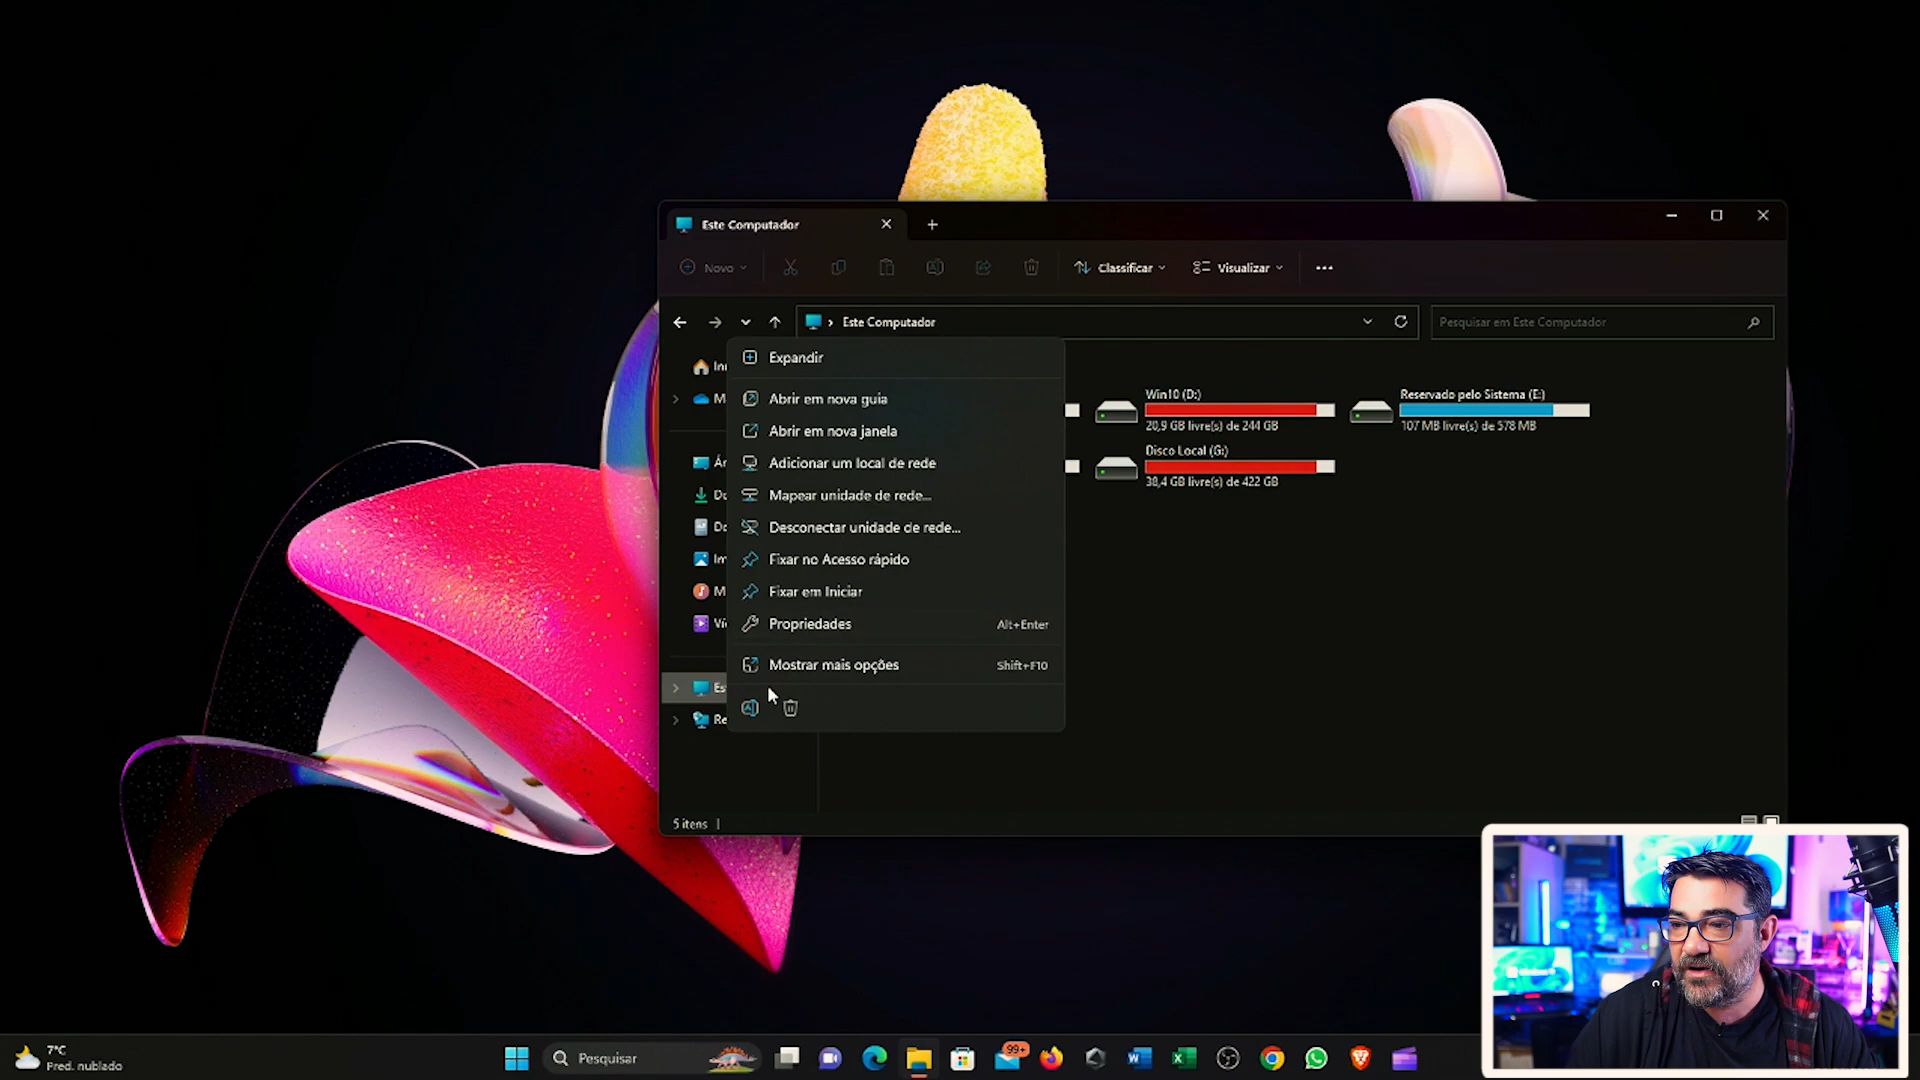 Este Computador
Novo
Classificar
Visualizar
Este Computador
Pesquisar em Este Computador
Expandir
Abrir em nova guia
Abrir em nova janela
Adicionar um local de rede
Mapear unidade de rede...
Desconectar unidade de rede...
Fixar no Acesso rápido
Fixar em Iniciar
Propriedades Alt+Enter
Mostrar mais opções Shift+F10
Win10 (D:)
20,9 GB livre(s) de 244 GB
Reservado pelo Sistema (E:)
107 MB livre(s) de 578 MB
Disco Local (G:)
38,4 GB livre(s) de 422 GB
5 itens
7°C
Pred. nublado
Pesquisar
99+